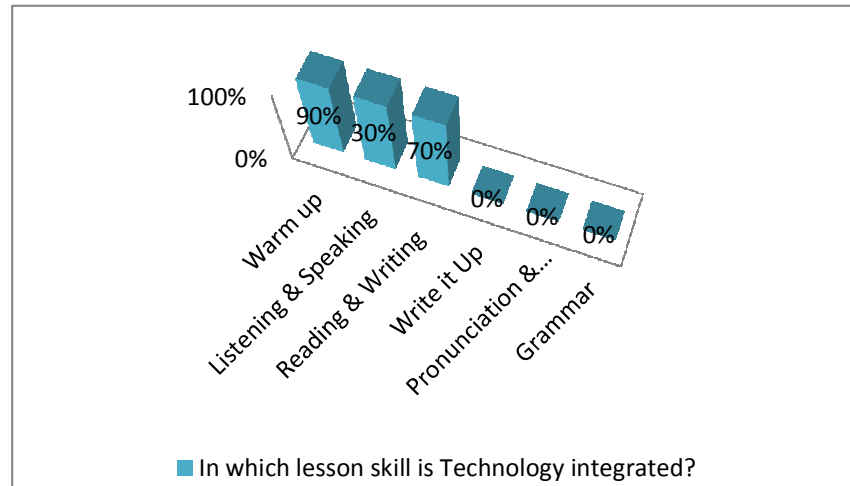 100%
0%
90%
30%
70%
0%
0%
0%
Warm up
Listening & Speaking
Reading & Writing
Write it Up
Pronunciation &...
Grammar
In which lesson skill is Technology integrated?